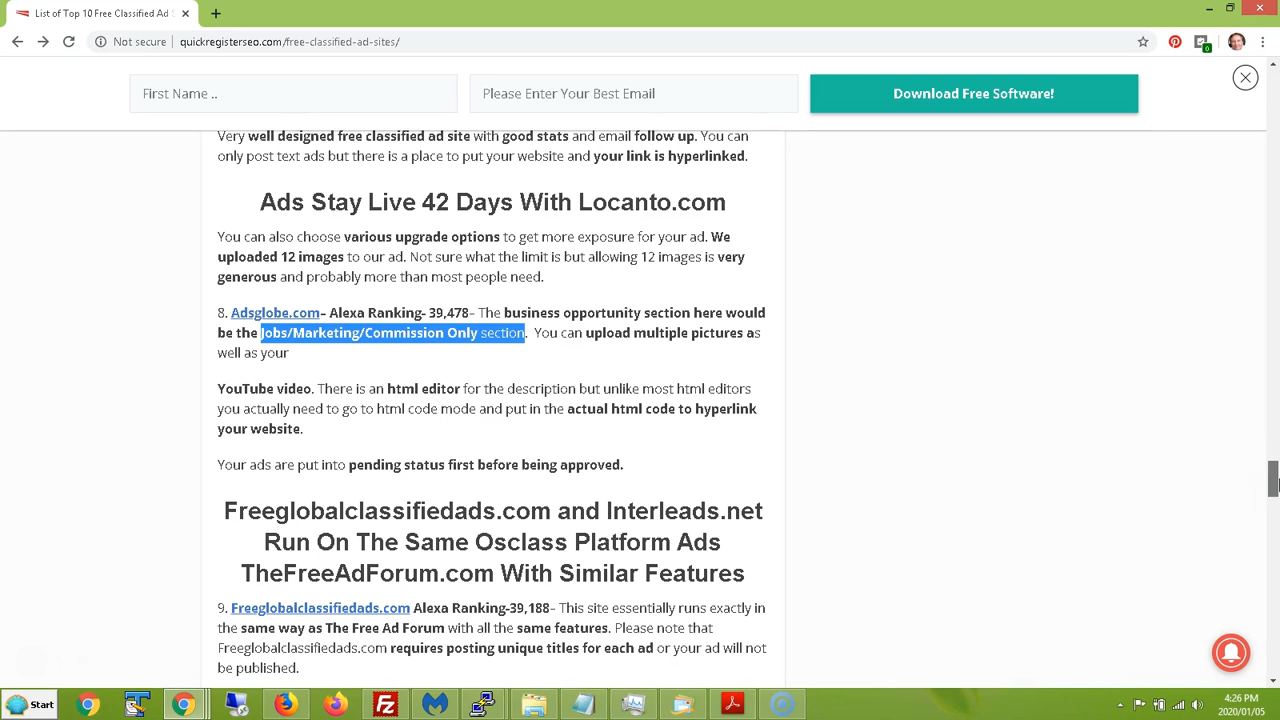 List of Top 10 Free Classified Ad S
Not secure | quickregisterseo.com/free-classified-ad-sites/
0
First Name ..
Please Enter Your Best Email
Download Free Software!
Very well designed free classified ad site with good stats and email follow up. You can
only post text ads but there is a place to put your website and your link is hyperlinked.
Ads Stay Live 42 Days With Locanto.com
You can also choose various upgrade options to get more exposure for your ad. We
uploaded 12 images to our ad. Not sure what the limit is but allowing 12 images is very
generous and probably more than most people need.
8. Adsglobe.com– Alexa Ranking- 39,478– The business opportunity section here would
be the Jobs/Marketing/Commission Only section. You can upload multiple pictures as
well as your
YouTube video. There is an html editor for the description but unlike most html editors
you actually need to go to html code mode and put in the actual html code to hyperlink
your website.
Your ads are put into pending status first before being approved.
Freeglobalclassifiedads.com and Interleads.net
Run On The Same Osclass Platform Ads
TheFreeAdForum.com With Similar Features
9. Freeglobalclassifiedads.com Alexa Ranking-39,188– This site essentially runs exactly in
the same way as The Free Ad Forum with all the same features. Please note that
Freeglobalclassifiedads.com requires posting unique titles for each ad or your ad will not
be published.
Start
4:26 PM
2020/01/05